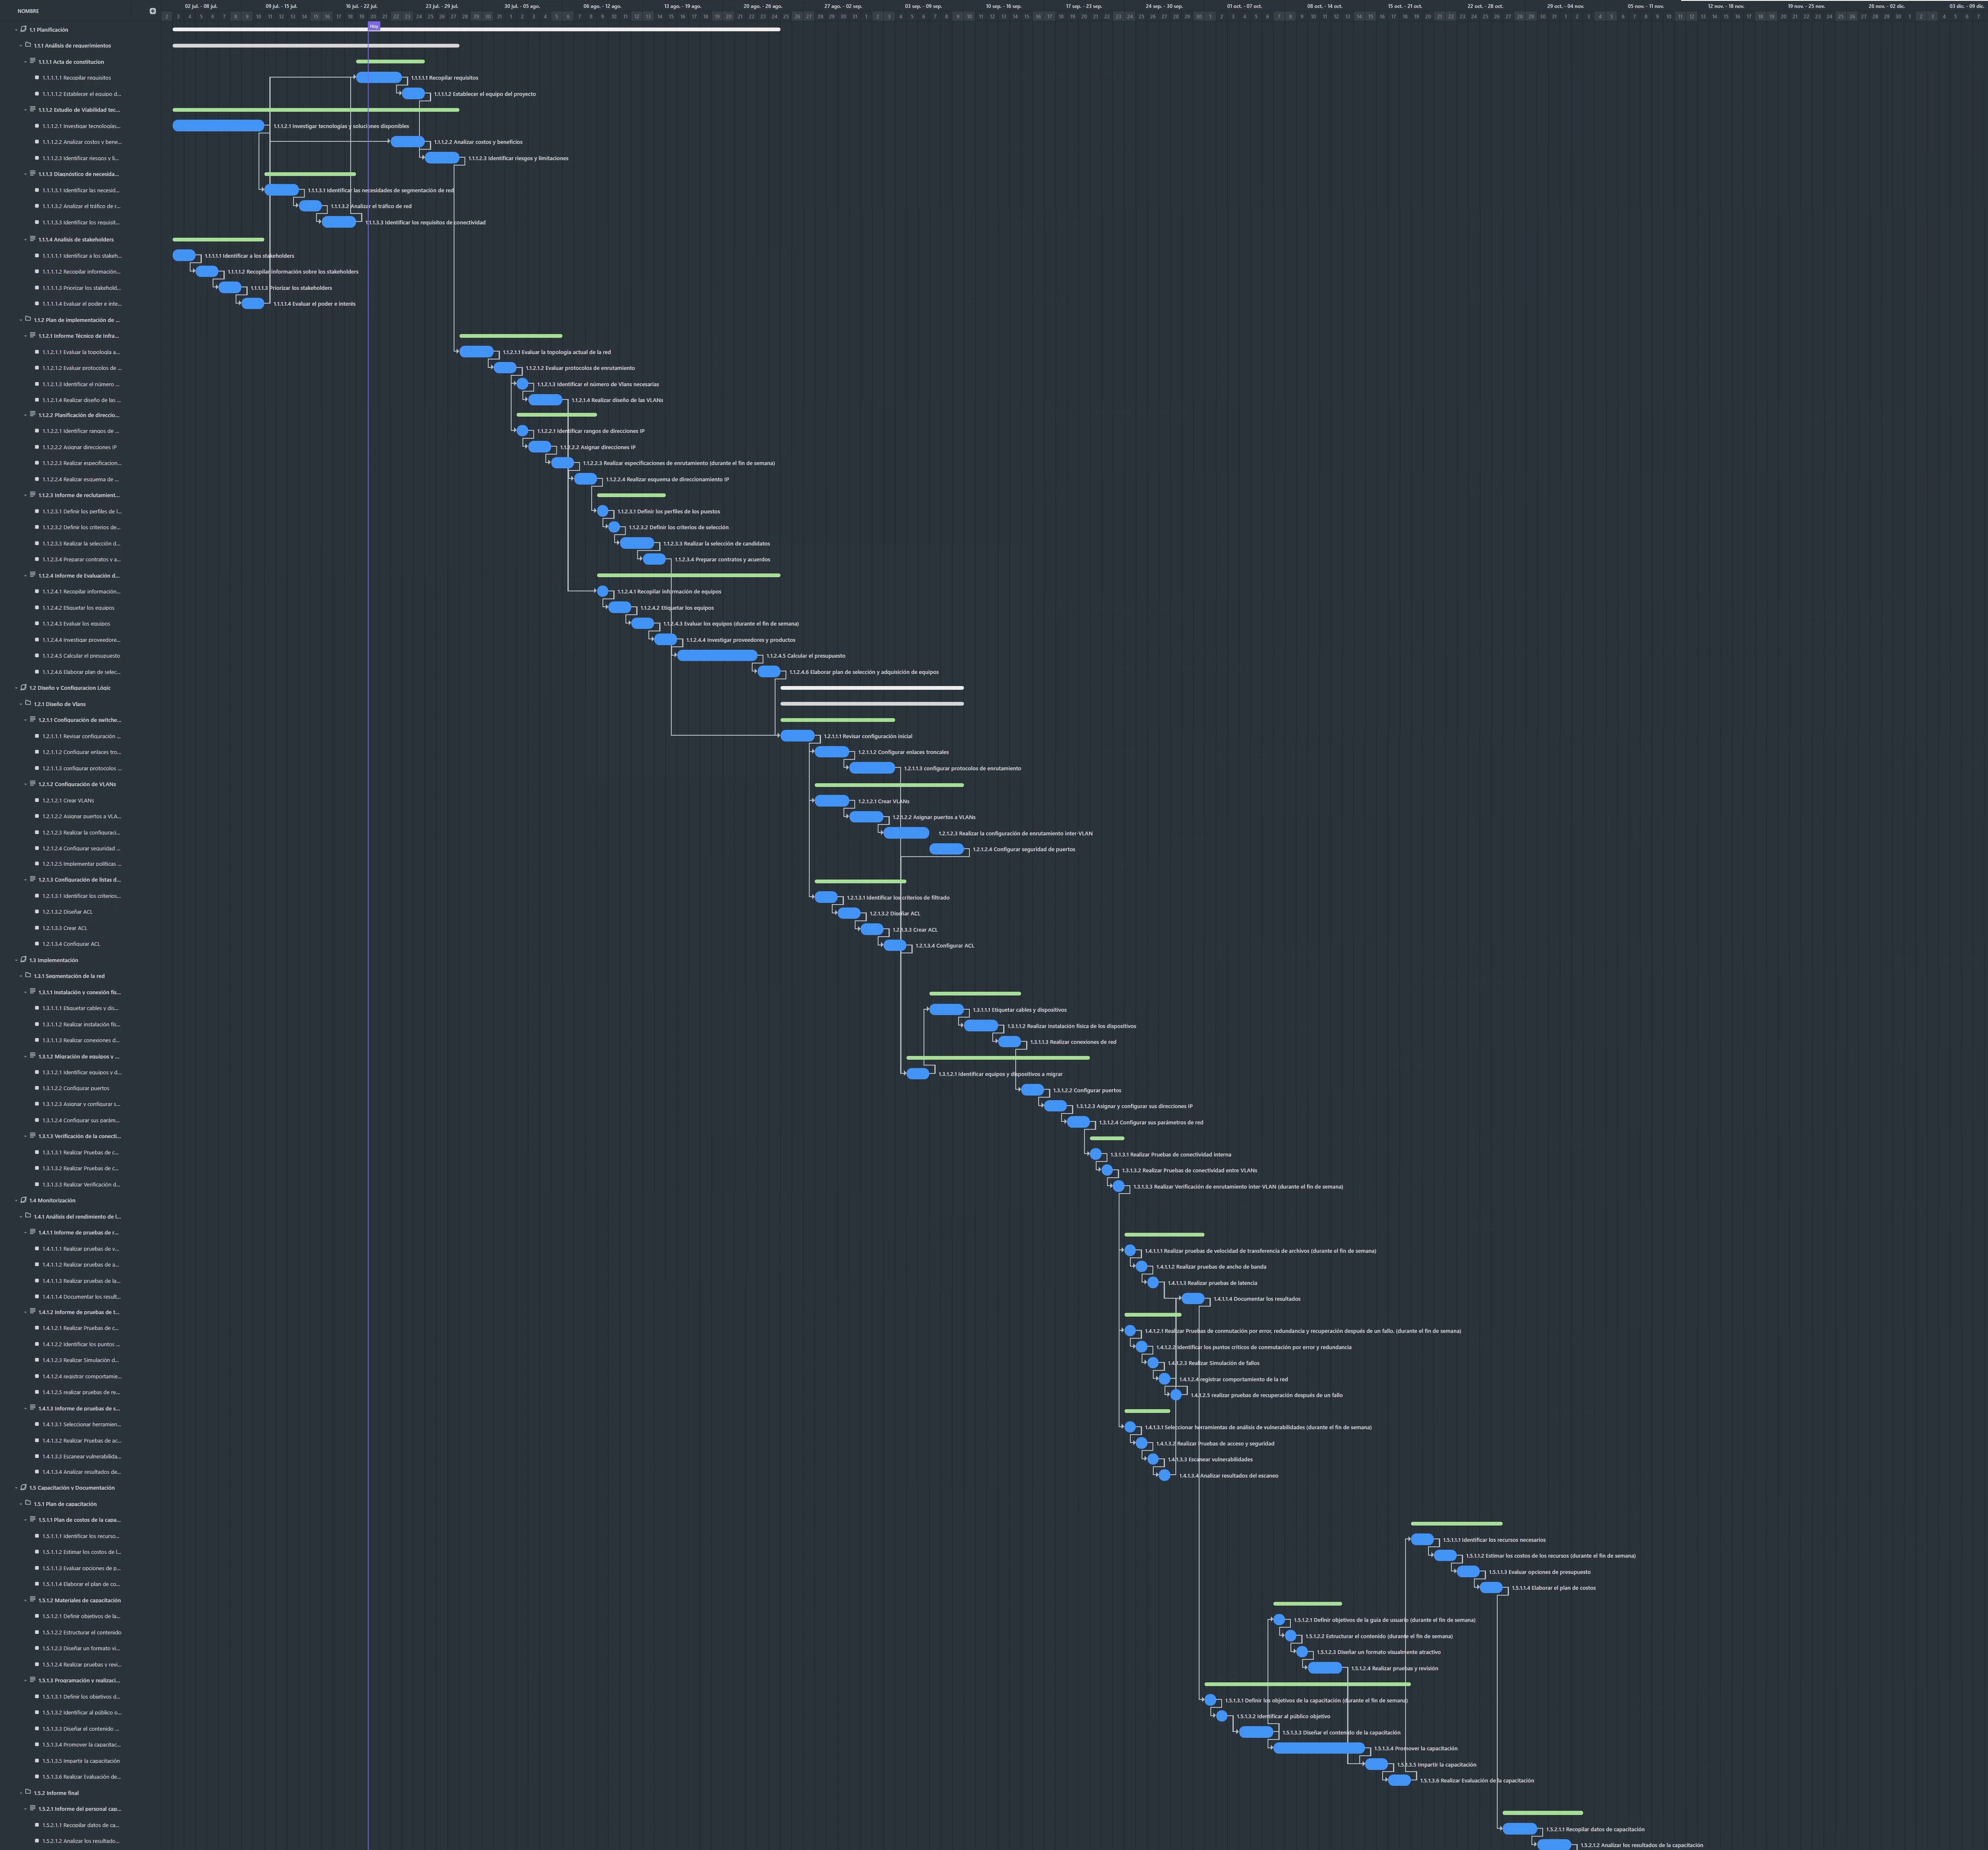 NOMBRE
02 jul. - 08 jul. 09 jul. - 15 jul. 16 jul. - 22 jul. 23 jul. - 29 jul. 30 jul. - 05 ago. 06 ago. - 12 ago. 13 ago. - 19 ago. 20 ago. - 26 ago. 27 ago. - 02 sep. 03 sep. - 09 sep. 10 sep. - 16 sep. 17 sep. - 23 sep. 24 sep. - 30 sep. 01 oct. - 07 oct. 08 oct. - 14 oct. 15 oct. - 21 oct. 22 oct. - 28 oct. 29 oct. - 04 nov. 05 nov. - 11 nov. 12 nov. - 18 nov. 19 nov. - 25 nov. 26 nov. - 02 dic. 03 dic. - 09 dic.
1.1 Planificación
1.1.1 Análisis de requerimientos
1.1.1.1 Acta de constitucion
1.1.1.1.1 Recopilar requisitos 1.1.1.1.1 Recopilar requisitos
1.1.1.1.2 Establecer el equipo d... 1.1.1.1.2 Establecer el equipo del proyecto
1.1.1.2 Estudio de Viabilidad tec...
1.1.1.2.1 Investigar tecnologías... 1.1.1.2.1 Investigar tecnologías y soluciones disponibles
1.1.1.2.2 Analizar costos y bene... 1.1.1.2.2 Analizar costos y beneficios
1.1.1.2.3 Identificar riesgos y li... 1.1.1.2.3 Identificar riesgos y limitaciones
1.1.1.3 Diagnóstico de necesida...
1.1.1.3.1 Identificar las necesid... 1.1.1.3.1 Identificar las necesidades de segmentación de red
1.1.1.3.2 Analizar el tráfico de r... 1.1.1.3.2 Analizar el tráfico de red
1.1.1.3.3 Identificar los requisit... 1.1.1.3.3 Identificar los requisitos de conectividad
1.1.1.4 Analisis de stakeholders
1.1.1.1.1 Identificar a los stakeh... 1.1.1.1.1 Identificar a los stakeholders
1.1.1.1.2 Recopilar información... 1.1.1.1.2 Recopilar información sobre los stakeholders
1.1.1.1.3 Priorizar los stakehold... 1.1.1.1.3 Priorizar los stakeholders
1.1.1.1.4 Evaluar el poder e inte... 1.1.1.1.4 Evaluar el poder e interés
1.1.2 Plan de implementación de ...
1.1.2.1 Informe Técnico de Infra...
1.1.2.1.1 Evaluar la topología a... 1.1.2.1.1 Evaluar la topología actual de la red
1.1.2.1.2 Evaluar protocolos de ... 1.1.2.1.2 Evaluar protocolos de enrutamiento
1.1.2.1.3 Identificar el número ... 1.1.2.1.3 Identificar el número de Vlans necesarias
1.1.2.1.4 Realizar diseño de las ... 1.1.2.1.4 Realizar diseño de las VLANs
1.1.2.2 Planificación de direccio...
1.1.2.2.1 Identificar rangos de ... 1.1.2.2.1 Identificar rangos de direcciones IP
1.1.2.2.2 Asignar direcciones IP 1.1.2.2.2 Asignar direcciones IP
1.1.2.2.3 Realizar especificacion... 1.1.2.2.3 Realizar especificaciones de enrutamiento (durante el fin de semana)
1.1.2.2.4 Realizar esquema de ... 1.1.2.2.4 Realizar esquema de direccionamiento IP
1.1.2.3 Informe de reclutamient...
1.1.2.3.1 Definir los perfiles de l... 1.1.2.3.1 Definir los perfiles de los puestos
1.1.2.3.2 Definir los criterios de... 1.1.2.3.2 Definir los criterios de selección
1.1.2.3.3 Realizar la selección d... 1.1.2.3.3 Realizar la selección de candidatos
1.1.2.3.4 Preparar contratos y a... 1.1.2.3.4 Preparar contratos y acuerdos
1.1.2.4 Informe de Evaluación d...
1.1.2.4.1 Recopilar información... 1.1.2.4.1 Recopilar información de equipos
1.1.2.4.2 Etiquetar los equipos 1.1.2.4.2 Etiquetar los equipos
1.1.2.4.3 Evaluar los equipos 1.1.2.4.3 Evaluar los equipos (durante el fin de semana)
1.1.2.4.4 Investigar proveedore... 1.1.2.4.4 Investigar proveedores y productos
1.1.2.4.5 Calcular el presupuesto 1.1.2.4.5 Calcular el presupuesto
1.1.2.4.6 Elaborar plan de selec... 1.1.2.4.6 Elaborar plan de selección y adquisición de equipos
1.2 Diseño y Configuracion Lógic
1.2.1 Diseño de Vlans
1.2.1.1 Configuración de switche...
1.2.1.1.1 Revisar configuración ... 1.2.1.1.1 Revisar configuración inicial
1.2.1.1.2 Configurar enlaces tro... 1.2.1.1.2 Configurar enlaces troncales
1.2.1.1.3 configurar protocolos ... 1.2.1.1.3 configurar protocolos de enrutamiento
1.2.1.2 Configuración de VLANs
1.2.1.2.1 Crear VLANs 1.2.1.2.1 Crear VLANs
1.2.1.2.2 Asignar puertos a VLA... 1.2.1.2.2 Asignar puertos a VLANs
1.2.1.2.3 Realizar la configuraci... 1.2.1.2.3 Realizar la configuración de enrutamiento inter-VLAN
1.2.1.2.4 Configurar seguridad ... 1.2.1.2.4 Configurar seguridad de puertos
1.2.1.2.5 Implementar políticas ...
1.2.1.3 Configuración de listas d...
1.2.1.3.1 Identificar los criterios... 1.2.1.3.1 Identificar los criterios de filtrado
1.2.1.3.2 Diseñar ACL 1.2.1.3.2 Diseñar ACL
1.2.1.3.3 Crear ACL 1.2.1.3.3 Crear ACL
1.2.1.3.4 Configurar ACL 1.2.1.3.4 Configurar ACL
1.3 Implementación
1.3.1 Segmentación de la red
1.3.1.1 Instalación y conexión fís...
1.3.1.1.1 Etiquetar cables y dis... 1.3.1.1.1 Etiquetar cables y dispositivos
1.3.1.1.2 Realizar instalación fís... 1.3.1.1.2 Realizar instalación física de los dispositivos
1.3.1.1.3 Realizar conexiones d... 1.3.1.1.3 Realizar conexiones de red
1.3.1.2 Migración de equipos y ...
1.3.1.2.1 Identificar equipos y d... 1.3.1.2.1 Identificar equipos y dispositivos a migrar
1.3.1.2.2 Configurar puertos 1.3.1.2.2 Configurar puertos
1.3.1.2.3 Asignar y configurar s... 1.3.1.2.3 Asignar y configurar sus direcciones IP
1.3.1.2.4 Configurar sus parám... 1.3.1.2.4 Configurar sus parámetros de red
1.3.1.3 Verificación de la conecti...
1.3.1.3.1 Realizar Pruebas de c... 1.3.1.3.1 Realizar Pruebas de conectividad interna
1.3.1.3.2 Realizar Pruebas de c... 1.3.1.3.2 Realizar Pruebas de conectividad entre VLANs
1.3.1.3.3 Realizar Verificación d... 1.3.1.3.3 Realizar Verificación de enrutamiento inter-VLAN (durante el fin de semana)
1.4 Monitorización
1.4.1 Análisis del rendimiento de l...
1.4.1.1 Informe de pruebas de r...
1.4.1.1.1 Realizar pruebas de v... 1.4.1.1.1 Realizar pruebas de velocidad de transferencia de archivos (durante el fin de semana)
1.4.1.1.2 Realizar pruebas de a... 1.4.1.1.2 Realizar pruebas de ancho de banda
1.4.1.1.3 Realizar pruebas de la... 1.4.1.1.3 Realizar pruebas de latencia
1.4.1.1.4 Documentar los result... 1.4.1.1.4 Documentar los resultados
1.4.1.2 Informe de pruebas de t...
1.4.1.2.1 Realizar Pruebas de c... 1.4.1.2.1 Realizar Pruebas de conmutación por error, redundancia y recuperación después de un fallo. (durante el fin de semana)
1.4.1.2.2 Identificar los puntos ... 1.4.1.2.2 Identificar los puntos críticos de conmutación por error y redundancia
1.4.1.2.3 Realizar Simulación d... 1.4.1.2.3 Realizar Simulación de fallos
1.4.1.2.4 registrar comportamie... 1.4.1.2.4 registrar comportamiento de la red
1.4.1.2.5 realizar pruebas de re... 1.4.1.2.5 realizar pruebas de recuperación después de un fallo
1.4.1.3 Informe de pruebas de s...
1.4.1.3.1 Seleccionar herramien... 1.4.1.3.1 Seleccionar herramientas de análisis de vulnerabilidades (durante el fin de semana)
1.4.1.3.2 Realizar Pruebas de ac... 1.4.1.3.2 Realizar Pruebas de acceso y seguridad
1.4.1.3.3 Escanear vulnerabilida... 1.4.1.3.3 Escanear vulnerabilidades
1.4.1.3.4 Analizar resultados de... 1.4.1.3.4 Analizar resultados del escaneo
1.5 Capacitación y Documentación
1.5.1 Plan de capacitación
1.5.1.1 Plan de costos de la capa...
1.5.1.1.1 Identificar los recurso... 1.5.1.1.1 Identificar los recursos necesarios
1.5.1.1.2 Estimar los costos de l... 1.5.1.1.2 Estimar los costos de los recursos (durante el fin de semana)
1.5.1.1.3 Evaluar opciones de p... 1.5.1.1.3 Evaluar opciones de presupuesto
1.5.1.1.4 Elaborar el plan de co... 1.5.1.1.4 Elaborar el plan de costos
1.5.1.2 Materiales de capacitación
1.5.1.2.1 Definir objetivos de la... 1.5.1.2.1 Definir objetivos de la guía de usuario (durante el fin de semana)
1.5.1.2.2 Estructurar el contenido 1.5.1.2.2 Estructurar el contenido (durante el fin de semana)
1.5.1.2.3 Diseñar un formato vi... 1.5.1.2.3 Diseñar un formato visualmente atractivo
1.5.1.2.4 Realizar pruebas y revi... 1.5.1.2.4 Realizar pruebas y revisión
1.5.1.3 Programación y realizaci...
1.5.1.3.1 Definir los objetivos d... 1.5.1.3.1 Definir los objetivos de la capacitación (durante el fin de semana)
1.5.1.3.2 Identificar al público o... 1.5.1.3.2 Identificar al público objetivo
1.5.1.3.3 Diseñar el contenido ... 1.5.1.3.3 Diseñar el contenido de la capacitación
1.5.1.3.4 Promover la capacitac... 1.5.1.3.4 Promover la capacitación
1.5.1.3.5 Impartir la capacitación 1.5.1.3.5 Impartir la capacitación
1.5.1.3.6 Realizar Evaluación de... 1.5.1.3.6 Realizar Evaluación de la capacitación
1.5.2 Informe final
1.5.2.1 Informe del personal cap...
1.5.2.1.1 Recopilar datos de ca... 1.5.2.1.1 Recopilar datos de capacitación
1.5.2.1.2 Analizar los resultado... 1.5.2.1.2 Analizar los resultados de la capacitación